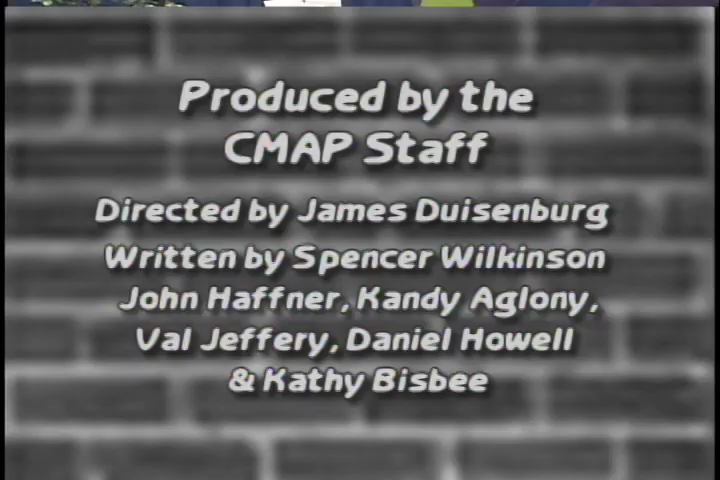 Produced by the
CMAP Staff
Directed by James Duisenburg
Written by Spencer Wilkinson
John Haffner, Kandy Aglony,
Val Jeffery, Daniel Howell
& Kathy Bisbee